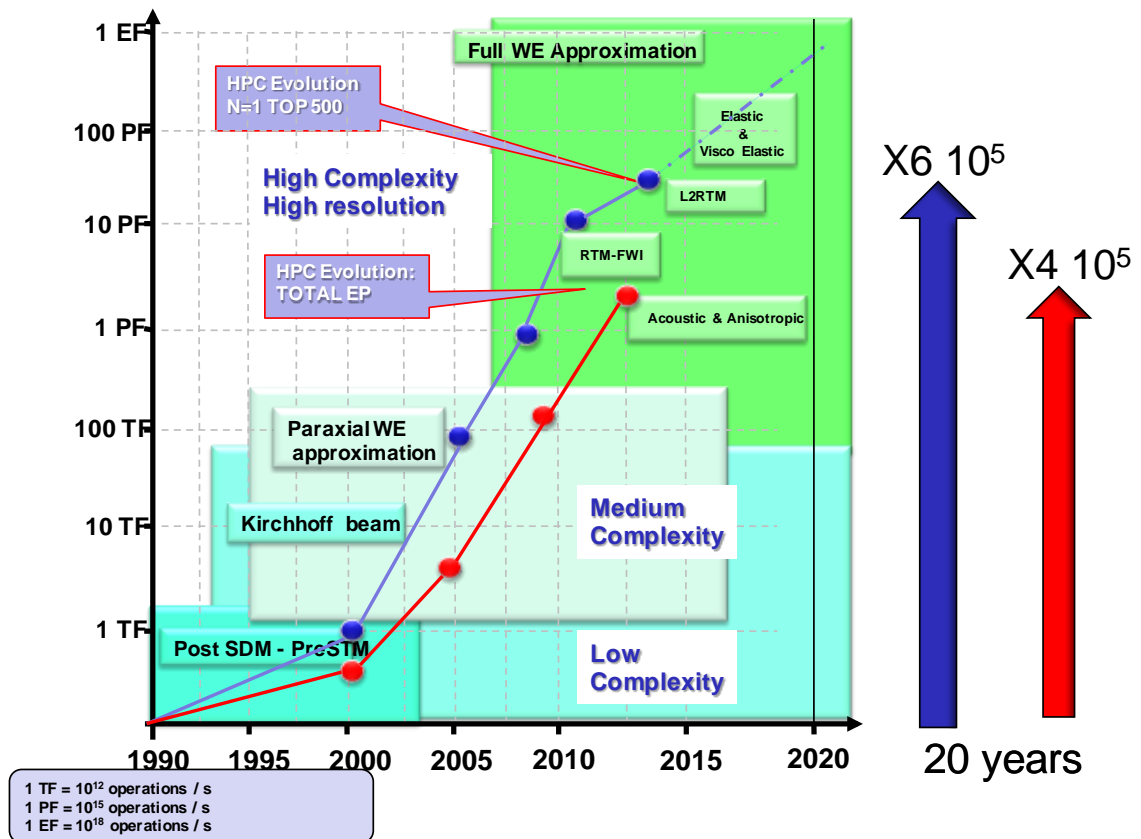 1 EF
Full WE Approximation
HPC Evolution
N=1 TOP 500
100 PF
Elastic
&
Visco Elastic
High Complexity
High resolution
L2RTM
10 PF
RTM-FWI
HPC Evolution:
TOTAL EP
Acoustic & Anisotropic
1 PF
100 TF
Paraxial WE
approximation
Kirchhoff beam
10 TF
Medium
Complexity
1 TF
Post SDM - PreSTM
Low
Complexity
1990 1995 2000 2005 2010 2015 2020
X6 10⁵
X4 10⁵
20 years
1 TF = 10¹² operations / s
1 PF = 10¹⁵ operations / s
1 EF = 10¹⁸ operations / s